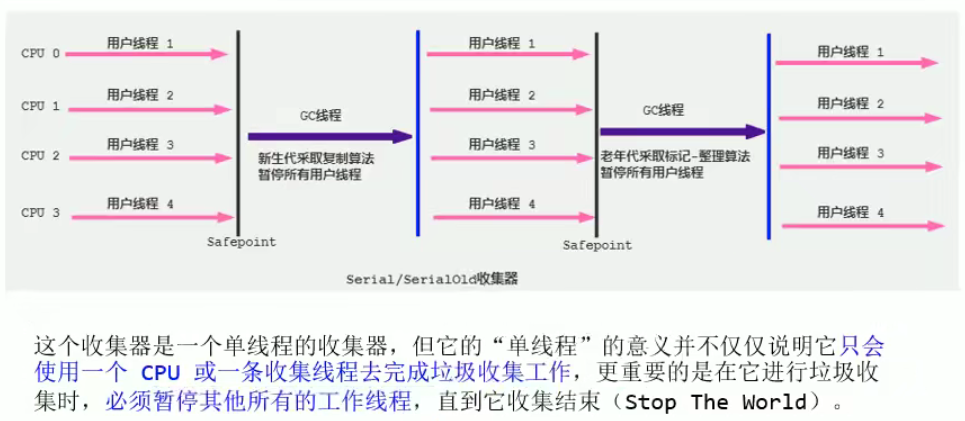 CPU 0 用户线程 1 用户线程 1 用户线程 1
CPU 1 用户线程 2 GC线程 用户线程 2 GC线程 用户线程 2
CPU 2 用户线程 3 新生代采取复制算法 用户线程 3 老年代采取标记-整理算法 用户线程 3
暂停所有用户线程 暂停所有用户线程
CPU 3 用户线程 4 用户线程 4 用户线程 4
Safepoint Safepoint
Serial/SerialOld收集器
这个收集器是一个单线程的收集器，但它的“单线程”的意义并不仅仅说明它只会
使用一个 CPU 或一条收集线程去完成垃圾收集工作，更重要的是在它进行垃圾收
集时，必须暂停其他所有的工作线程，直到它收集结束（Stop The World）。